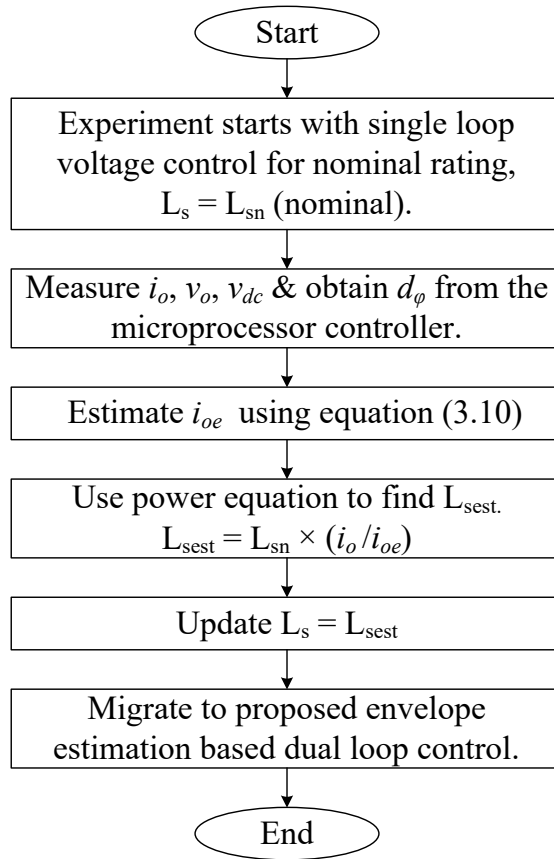 Start
Experiment starts with single loop
voltage control for nominal rating,
Lₛ = Lₛₙ (nominal).
Measure iₒ, vₒ, v_dc & obtain d_φ from the
microprocessor controller.
Estimate iₒₑ using equation (3.10)
Use power equation to find Lₛₑₛₜ.
Lₛₑₛₜ = Lₛₙ × (iₒ/iₒₑ)
Update Lₛ = Lₛₑₛₜ
Migrate to proposed envelope
estimation based dual loop control.
End